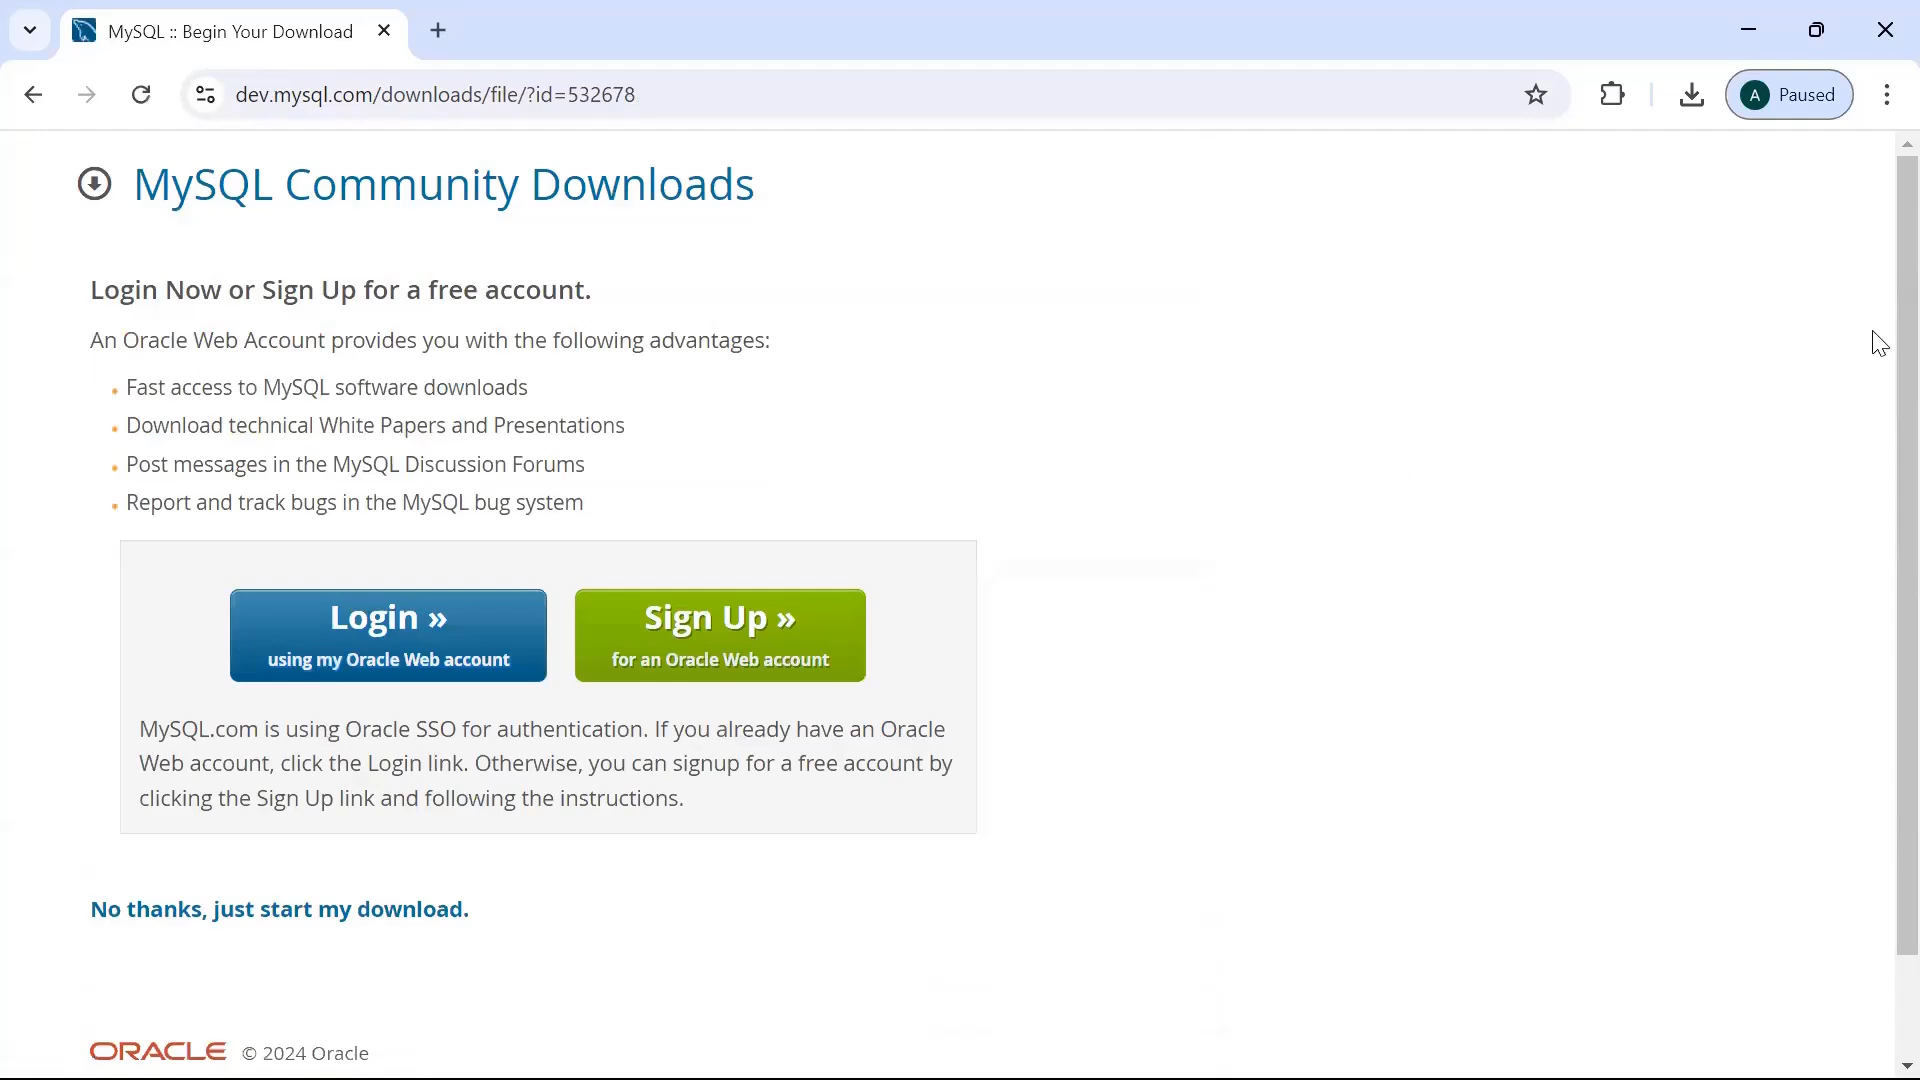 MySQL :: Begin Your Download
dev.mysql.com/downloads/file/?id=532678
A Paused
MySQL Community Downloads
Login Now or Sign Up for a free account.
An Oracle Web Account provides you with the following advantages:
Fast access to MySQL software downloads
Download technical White Papers and Presentations
Post messages in the MySQL Discussion Forums
Report and track bugs in the MySQL bug system
Login » Sign Up »
using my Oracle Web account for an Oracle Web account
MySQL.com is using Oracle SSO for authentication. If you already have an Oracle
Web account, click the Login link. Otherwise, you can signup for a free account by
clicking the Sign Up link and following the instructions.
No thanks, just start my download.
ORACLE © 2024 Oracle